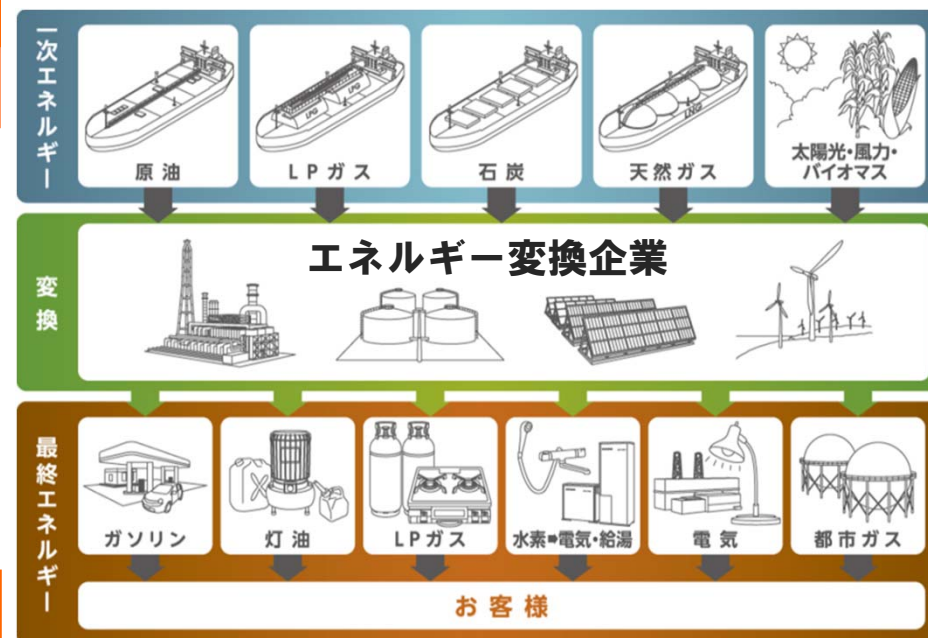 一次エネルギー
原油
LPガス
石炭
天然ガス
太陽光・風力・
バイオマス
変換
エネルギー変換企業
最終エネルギー
ガソリン
灯油
LPガス
水素➡電気・給湯
電気
都市ガス
お客様
LPG
LNG